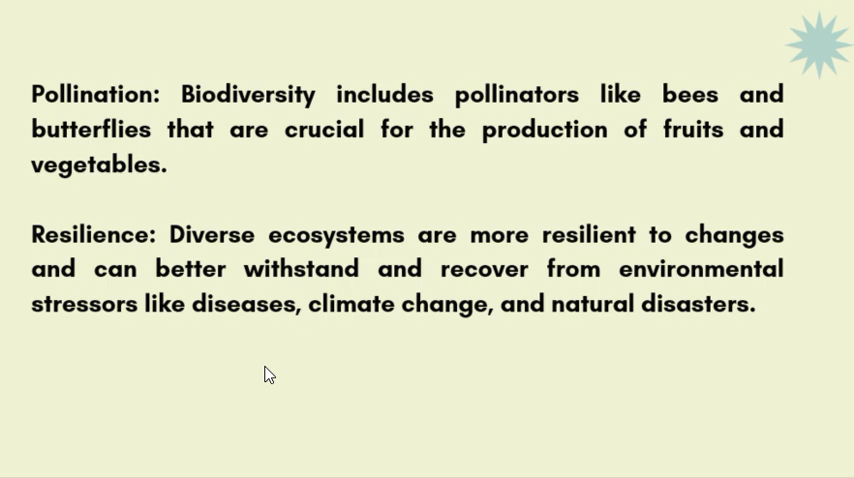 Pollination: Biodiversity includes pollinators like bees and
butterflies that are crucial for the production of fruits and
vegetables.
Resilience: Diverse ecosystems are more resilient to changes
and can better withstand and recover from environmental
stressors like diseases, climate change, and natural disasters.